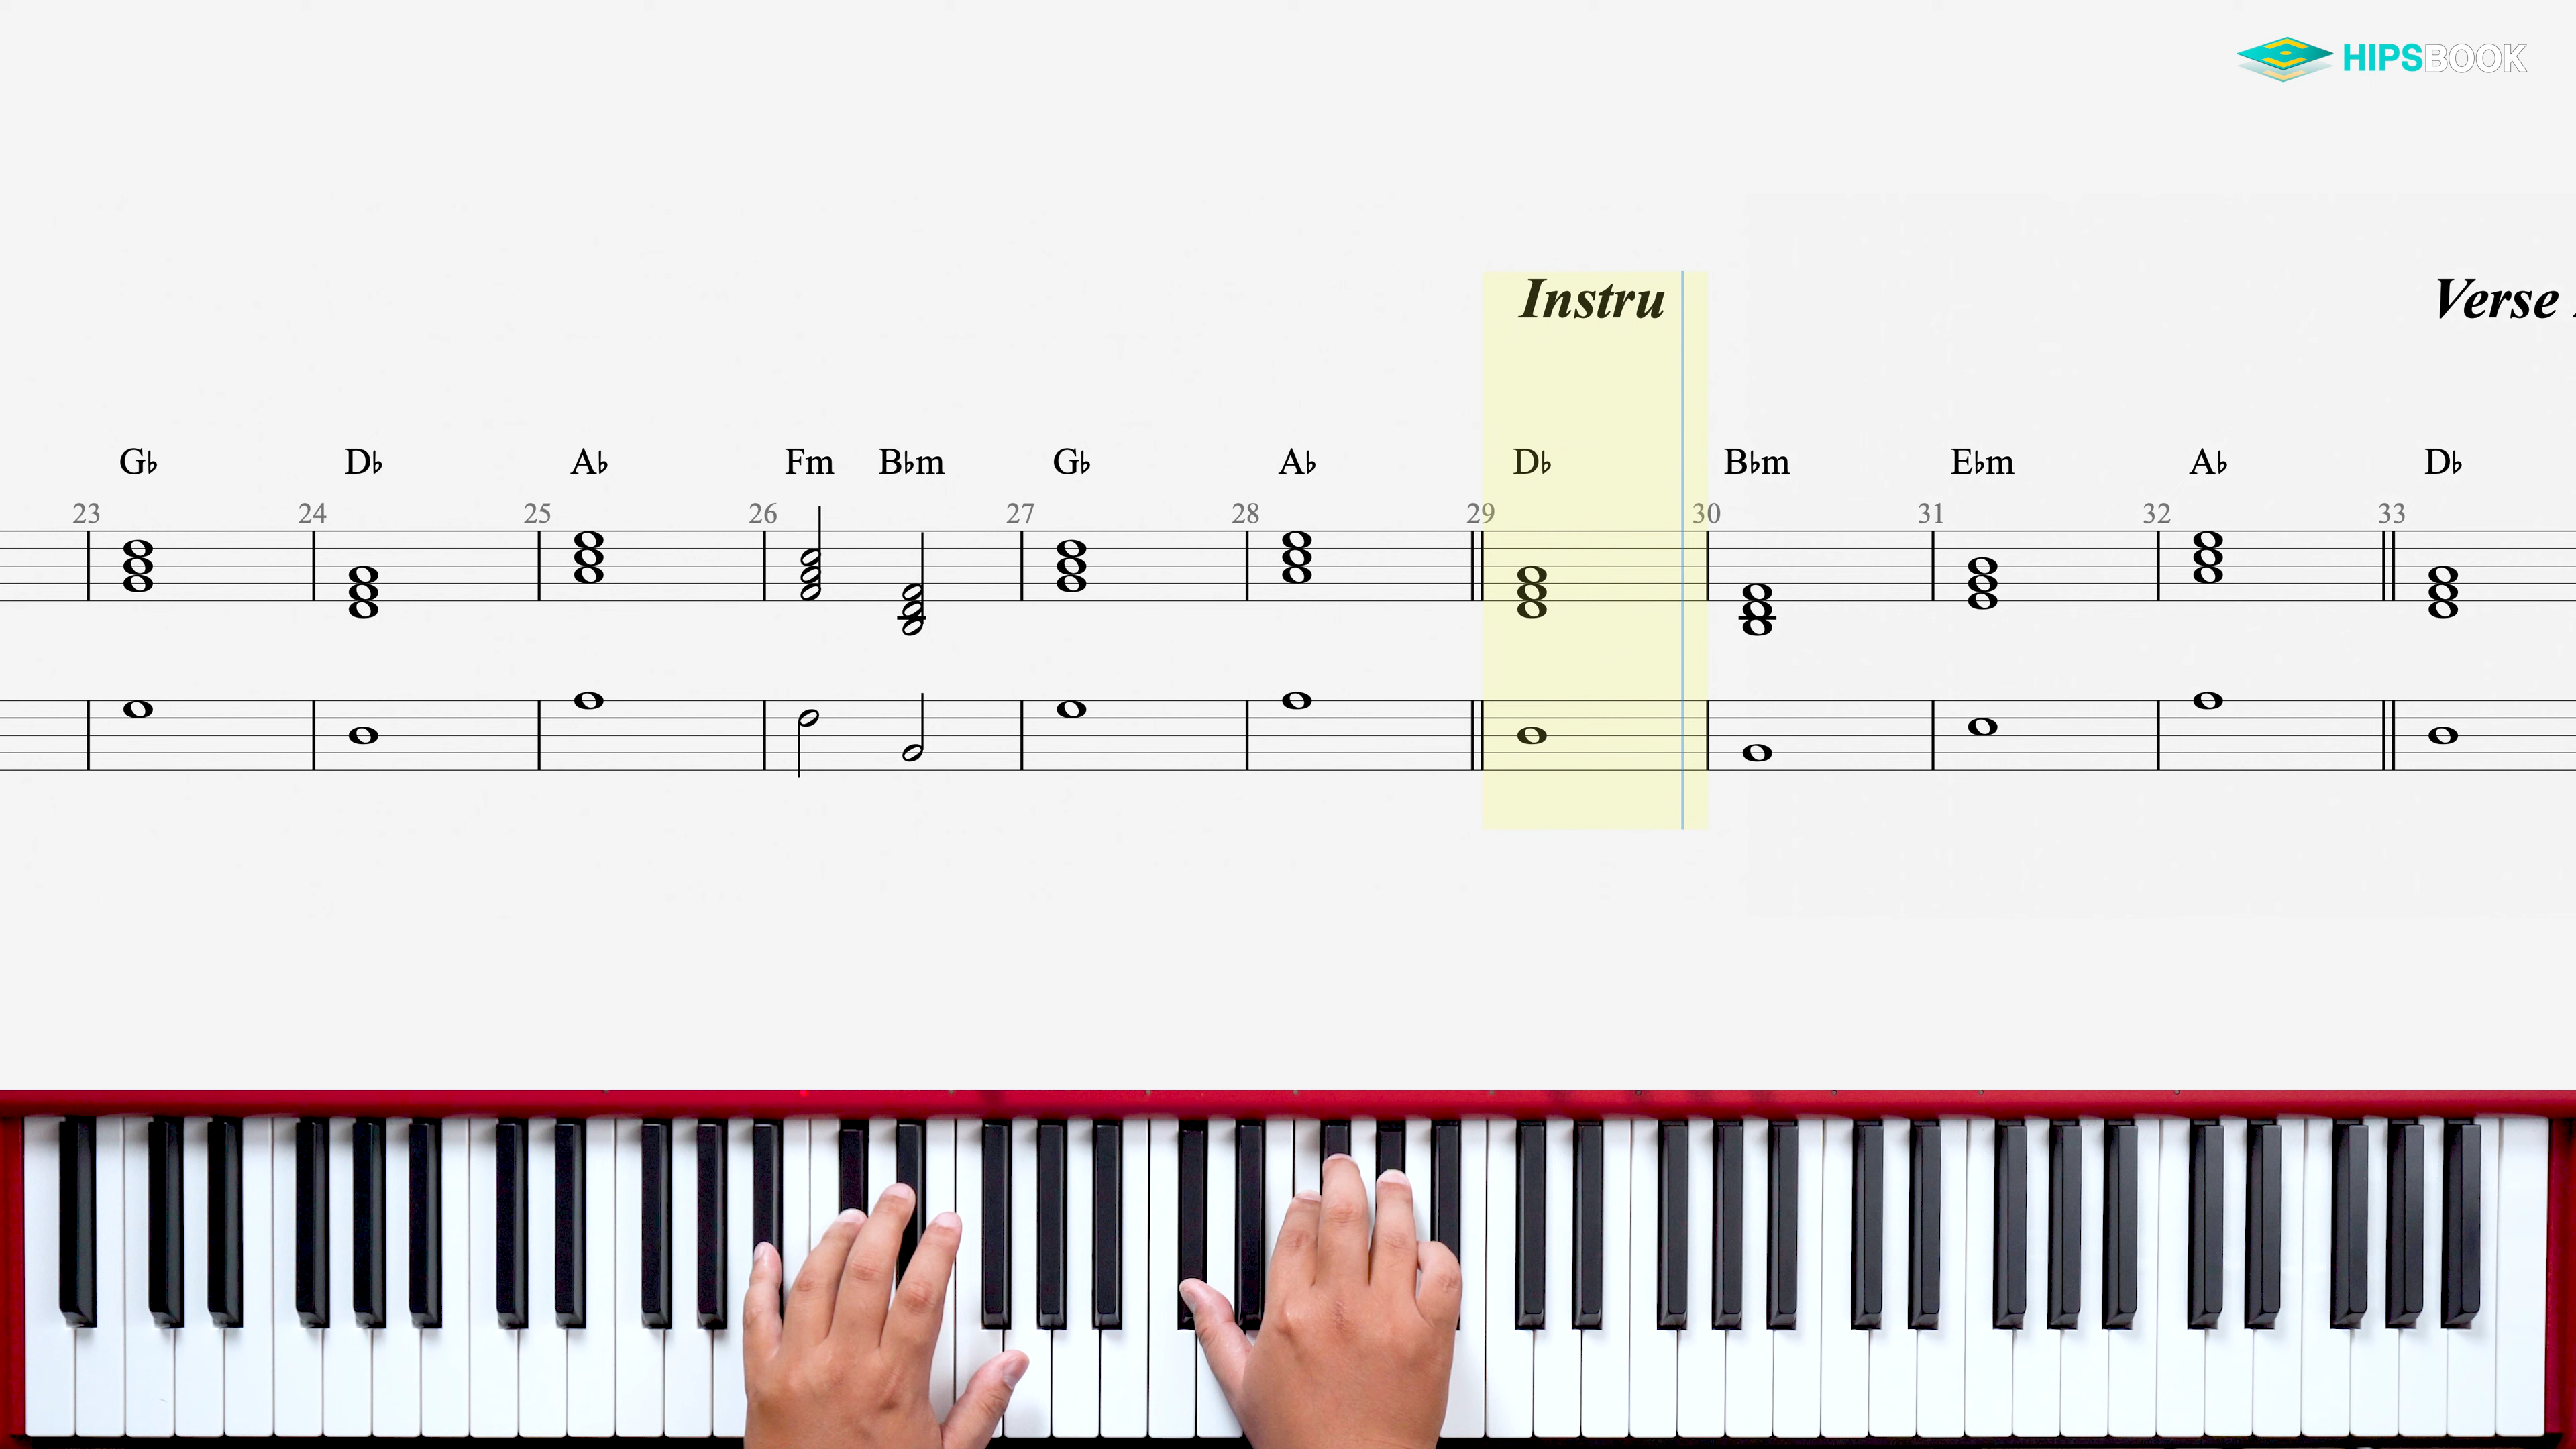 HIPSBOOK
Instru Verse
G♭ D♭ A♭ Fm B♭m G♭ A♭ D♭ B♭m E♭m A♭ D♭
23 24 25 26 27 28 29 30 31 32 33